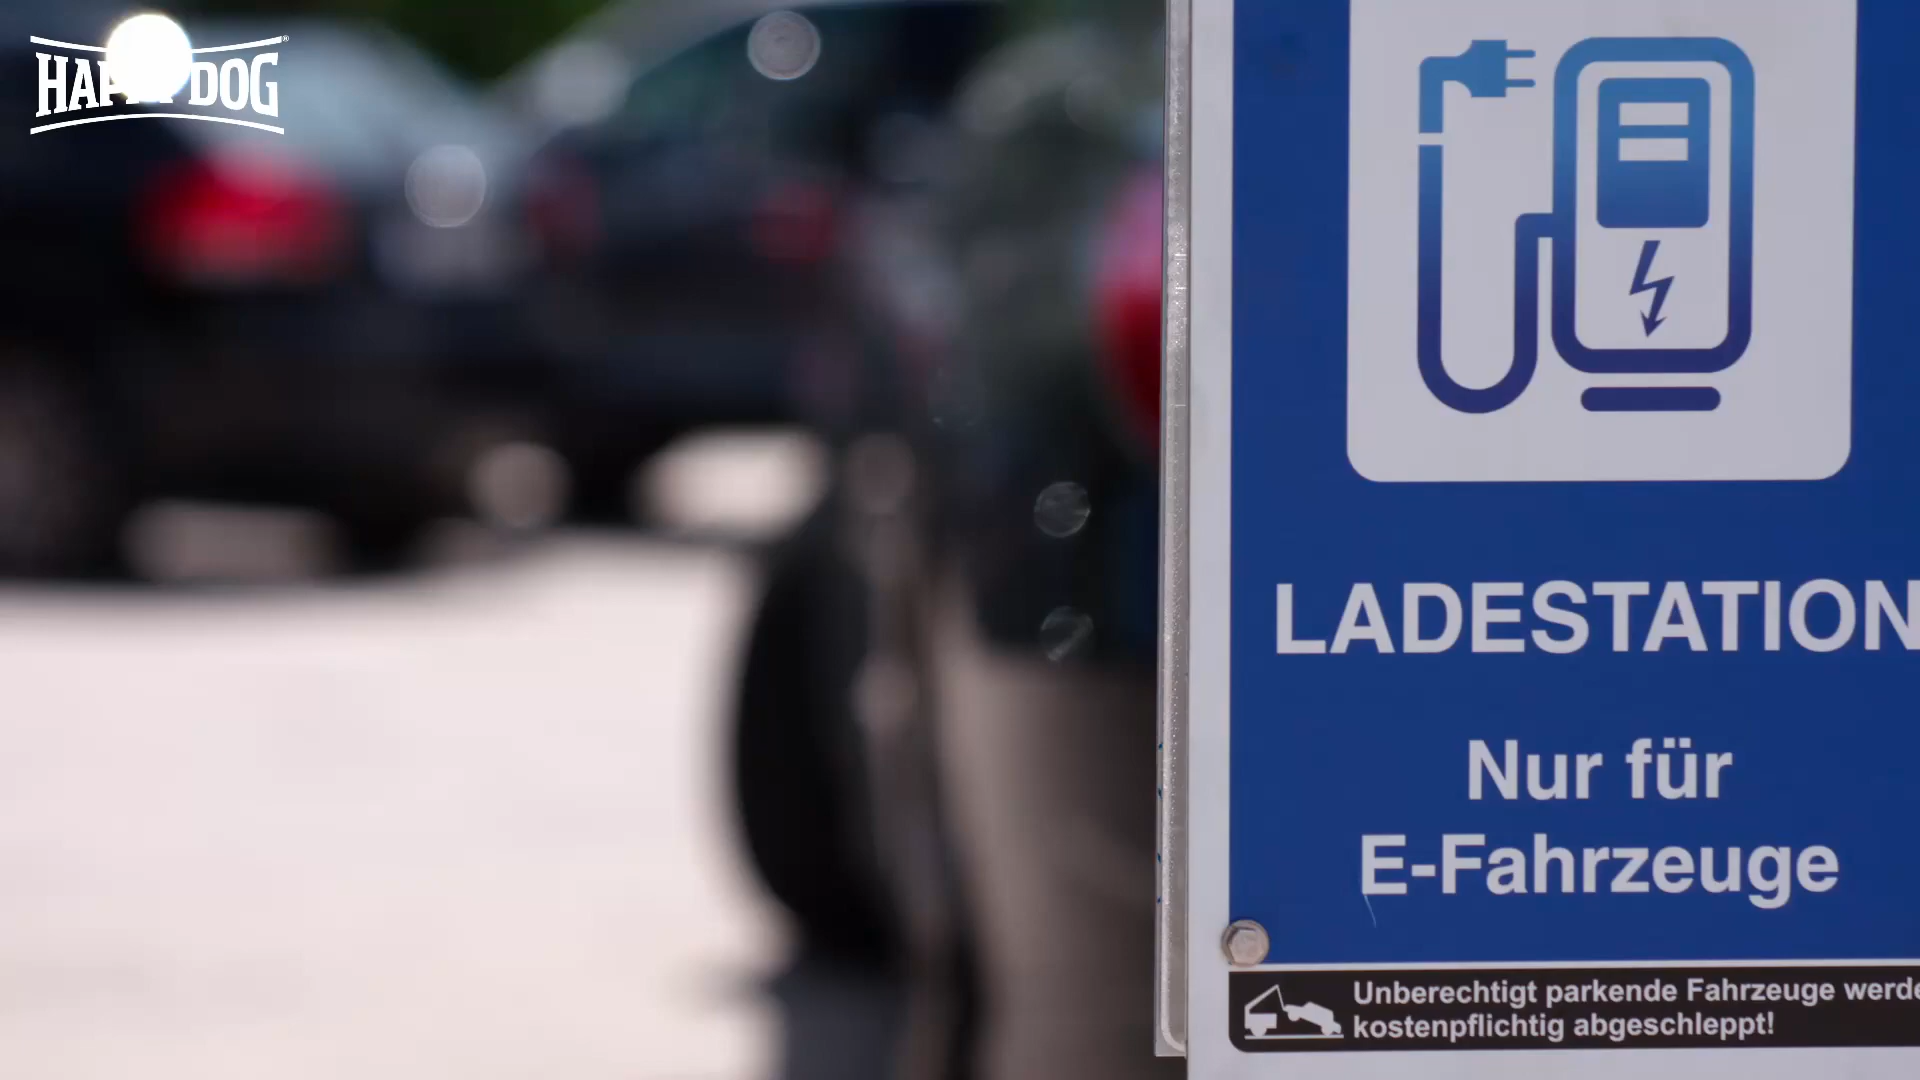 HAPPY DOG
LADESTATION
Nur für
E-Fahrzeuge
Unberechtigt parkende Fahrzeuge werde
kostenpflichtig abgeschleppt!